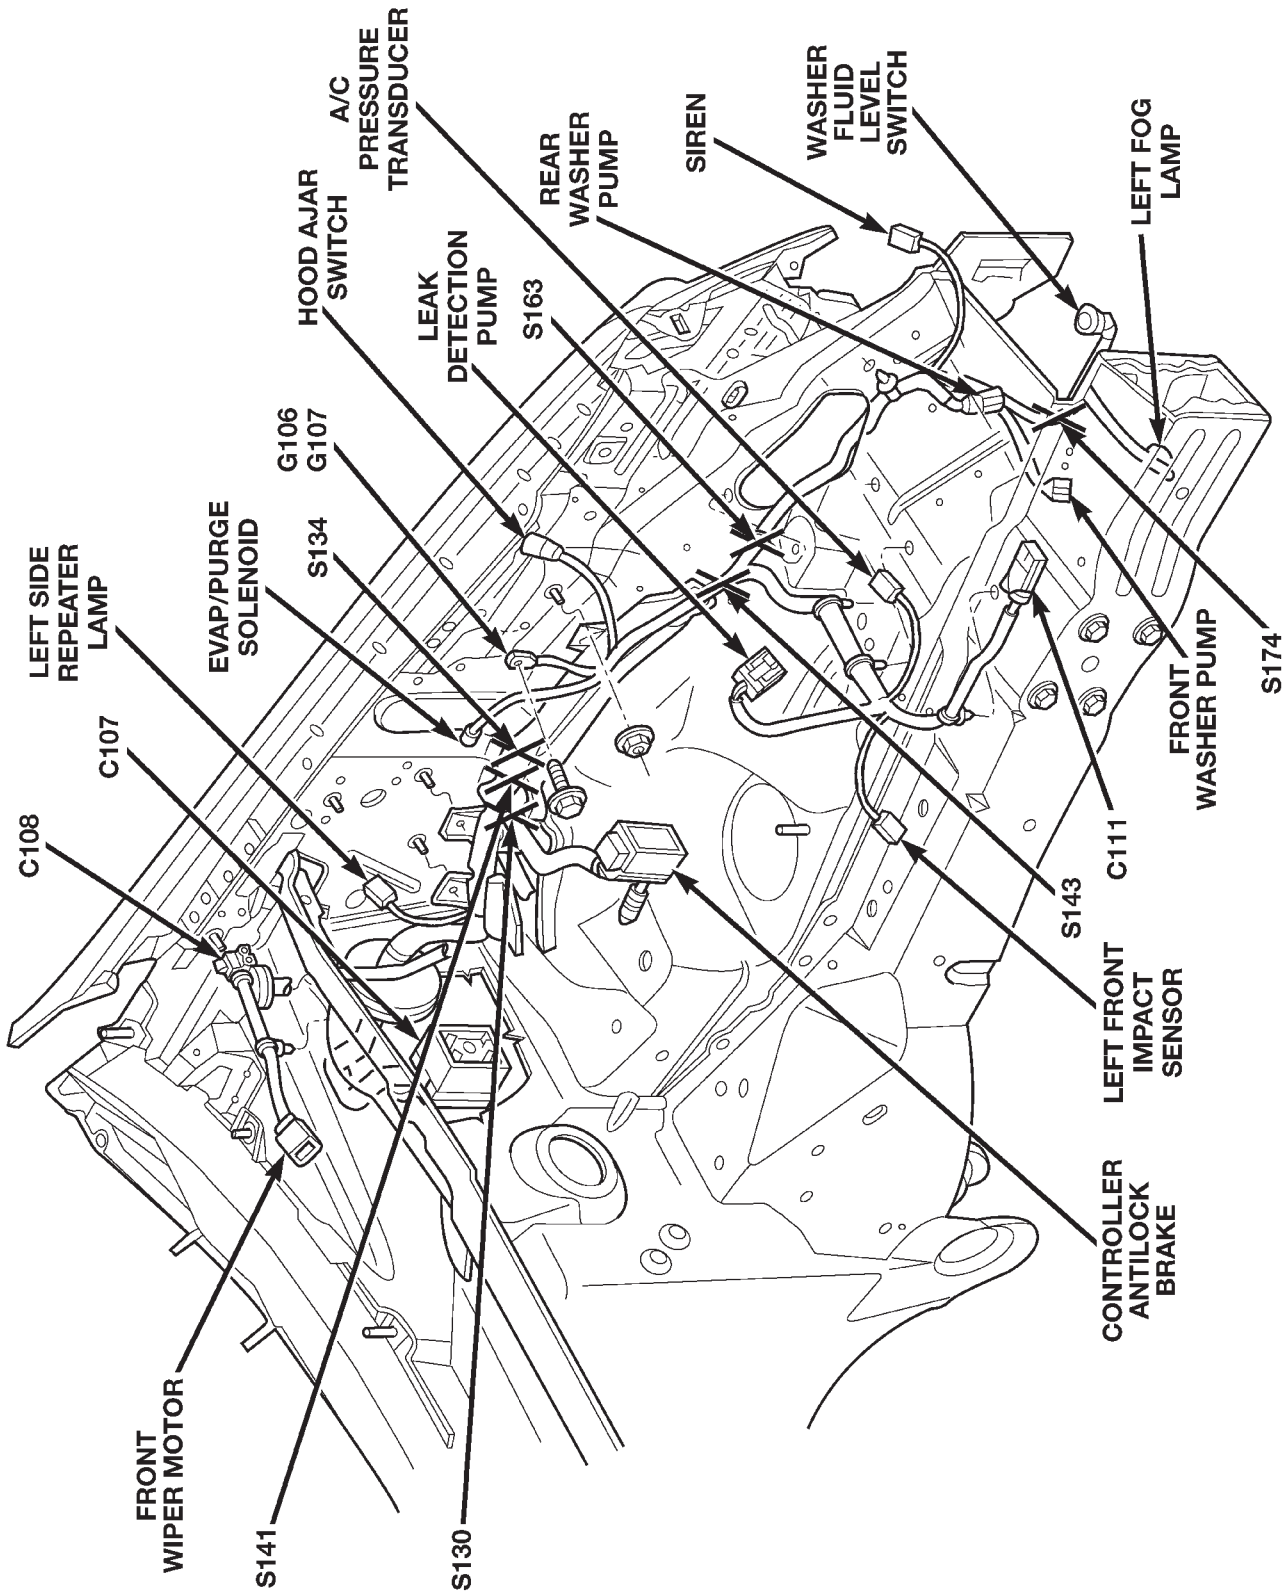 C108
C107
LEFT SIDE
REPEATER
LAMP
EVAP/PURGE
SOLENOID
S134
G106
G107
HOOD AJAR
SWITCH
LEAK
DETECTION
PUMP
S163
A/C
PRESSURE
TRANSDUCER
REAR
WASHER
PUMP
SIREN
WASHER
FLUID
LEVEL
SWITCH
LEFT FOG
LAMP
FRONT
WIPER MOTOR
S141
S130
CONTROLLER
ANTILOCK
BRAKE
LEFT FRONT
IMPACT
SENSOR
S143
C111
FRONT
WASHER PUMP
S174